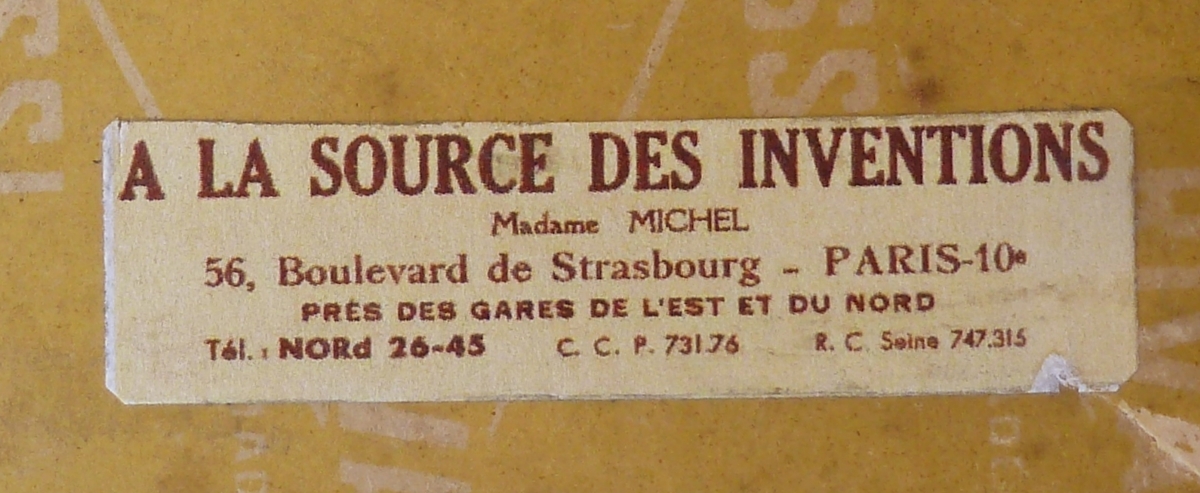 A LA SOURCE DES INVENTIONS
Madame MICHEL
56, Boulevard de Strasbourg - PARIS-10e
PRÈS DES GARES DE L'EST ET DU NORD
Tél. : NORd 26-45 C. C. P. 731.76 R. C. Seine 747.315